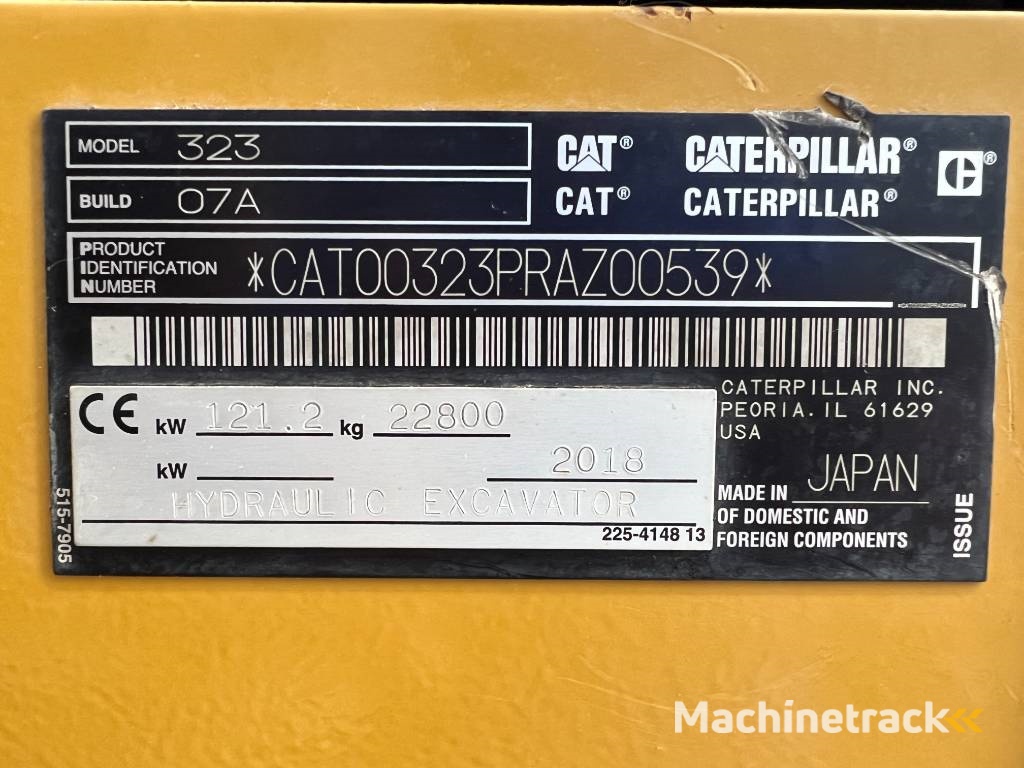 MODEL 323
CAT® CATERPILLAR® C®
BUILD 07A
CAT® CATERPILLAR®
PRODUCT
IDENTIFICATION
NUMBER
*CAT00323PRAZ00539*
*CAT00323PRAZ00539*
CE kW 121.2 kg 22800
kW 2018
HYDRAULIC EXCAVATOR
225-4148 13
515-7905
CATERPILLAR INC.
PEORIA. IL 61629
USA
MADE IN JAPAN
OF DOMESTIC AND
FOREIGN COMPONENTS
ISSUE
Machinetrack